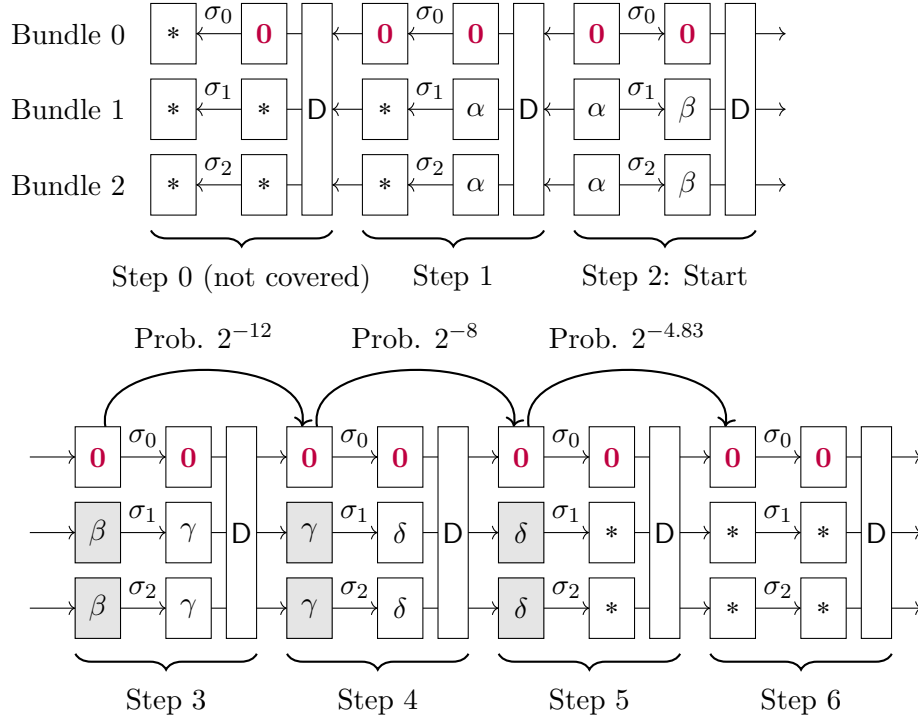 σ₀ σ₀ σ₀
Bundle 0 * 0 0 0 0 0
σ₁ σ₁ σ₁
Bundle 1 * * D * α D α β D
σ₂ σ₂ σ₂
Bundle 2 * * * α α β
Step 0 (not covered) Step 1 Step 2: Start
Prob. 2⁻¹² Prob. 2⁻⁸ Prob. 2⁻⁴·⁸³
σ₀ σ₀ σ₀ σ₀
0 0 0 0 0 0 0 0
σ₁ σ₁ σ₁ σ₁
β γ D γ δ D δ * D * * D
σ₂ σ₂ σ₂ σ₂
β γ γ δ δ * * *
Step 3 Step 4 Step 5 Step 6